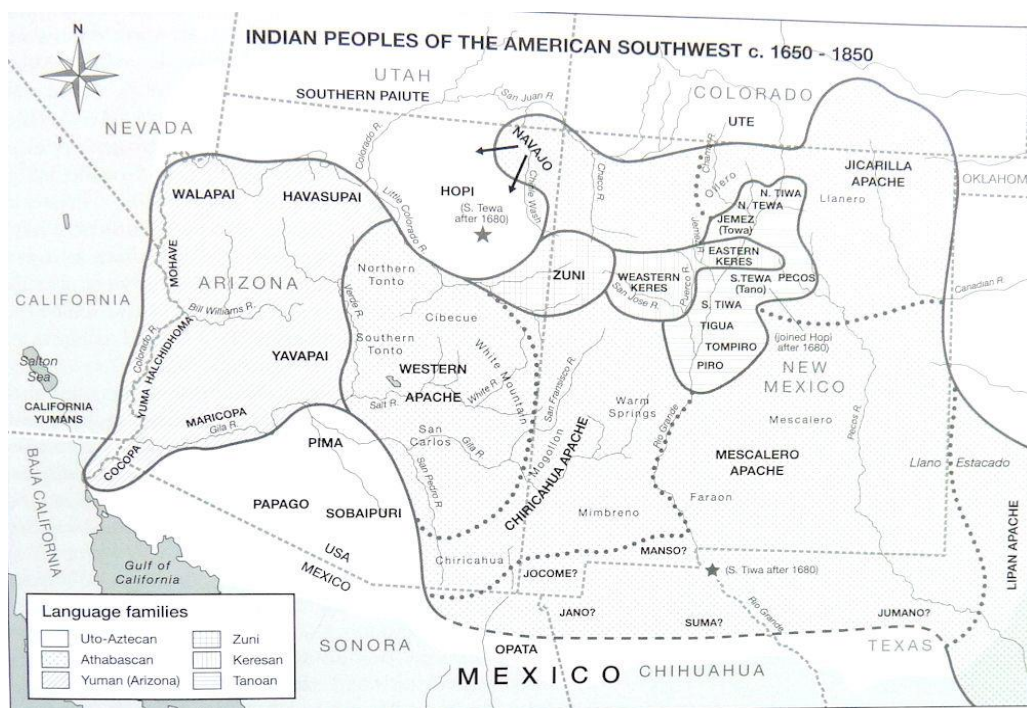 N
INDIAN PEOPLES OF THE AMERICAN SOUTHWEST c. 1650 - 1850
UTAH
SOUTHERN PAIUTE
San Juan R.
COLORADO
UTE
NEVADA
NAVAJO
Colorado R.
Chama R.
Ollero
JICARILLA
APACHE
OKLAHOMA
WALAPAI
HAVASUPAI
HOPI
(S. Tewa
after 1680)
Little Colorado R.
Chinle Wash
Chaco R.
N. TIWA
N. TEWA
Llanero
JEMEZ
(Towa)
Jemez R.
EASTERN
KERES
MOHAVE
ARIZONA
Northern
Tonto
ZUNI
WEASTERN
KERES
San Jose R.
Puerco R.
S.TEWA
(Tano)
PECOS
Canadian R.
CALIFORNIA
Bill Williams R.
Verde R.
Cibecue
S. TIWA
Colorado R.
YUMA HALCHIDHOMA
YAVAPAI
Southern
Tonto
TIGUA
TOMPIRO
(joined Hopi
after 1680)
PIRO
NEW
MEXICO
Salton
Sea
WESTERN
APACHE
White Mountain
White R.
San Fransisco R.
Warm
Springs
Rio Grande
Mescalero
Pecos R.
CALIFORNIA
YUMANS
MARICOPA
Gila R.
Salt R.
San
Carlos
Gila R.
Mogollon
MESCALERO
APACHE
Llano Estacado
COCOPA
PIMA
San Pedro R.
CHIRICAHUA APACHE
Faraon
BAJA CALIFORNIA
PAPAGO
SOBAIPURI
Mimbreno
USA
MEXICO
Chiricahua
MANSO?
JOCOME?
(S. Tiwa after 1680)
LIPAN APACHE
Gulf of
California
JANO?
SUMA?
Rio Grande
JUMANO?
SONORA
OPATA
MEXICO
CHIHUAHUA
TEXAS
Language families
Uto-Aztecan
Athabascan
Yuman (Arizona)
Zuni
Keresan
Tanoan